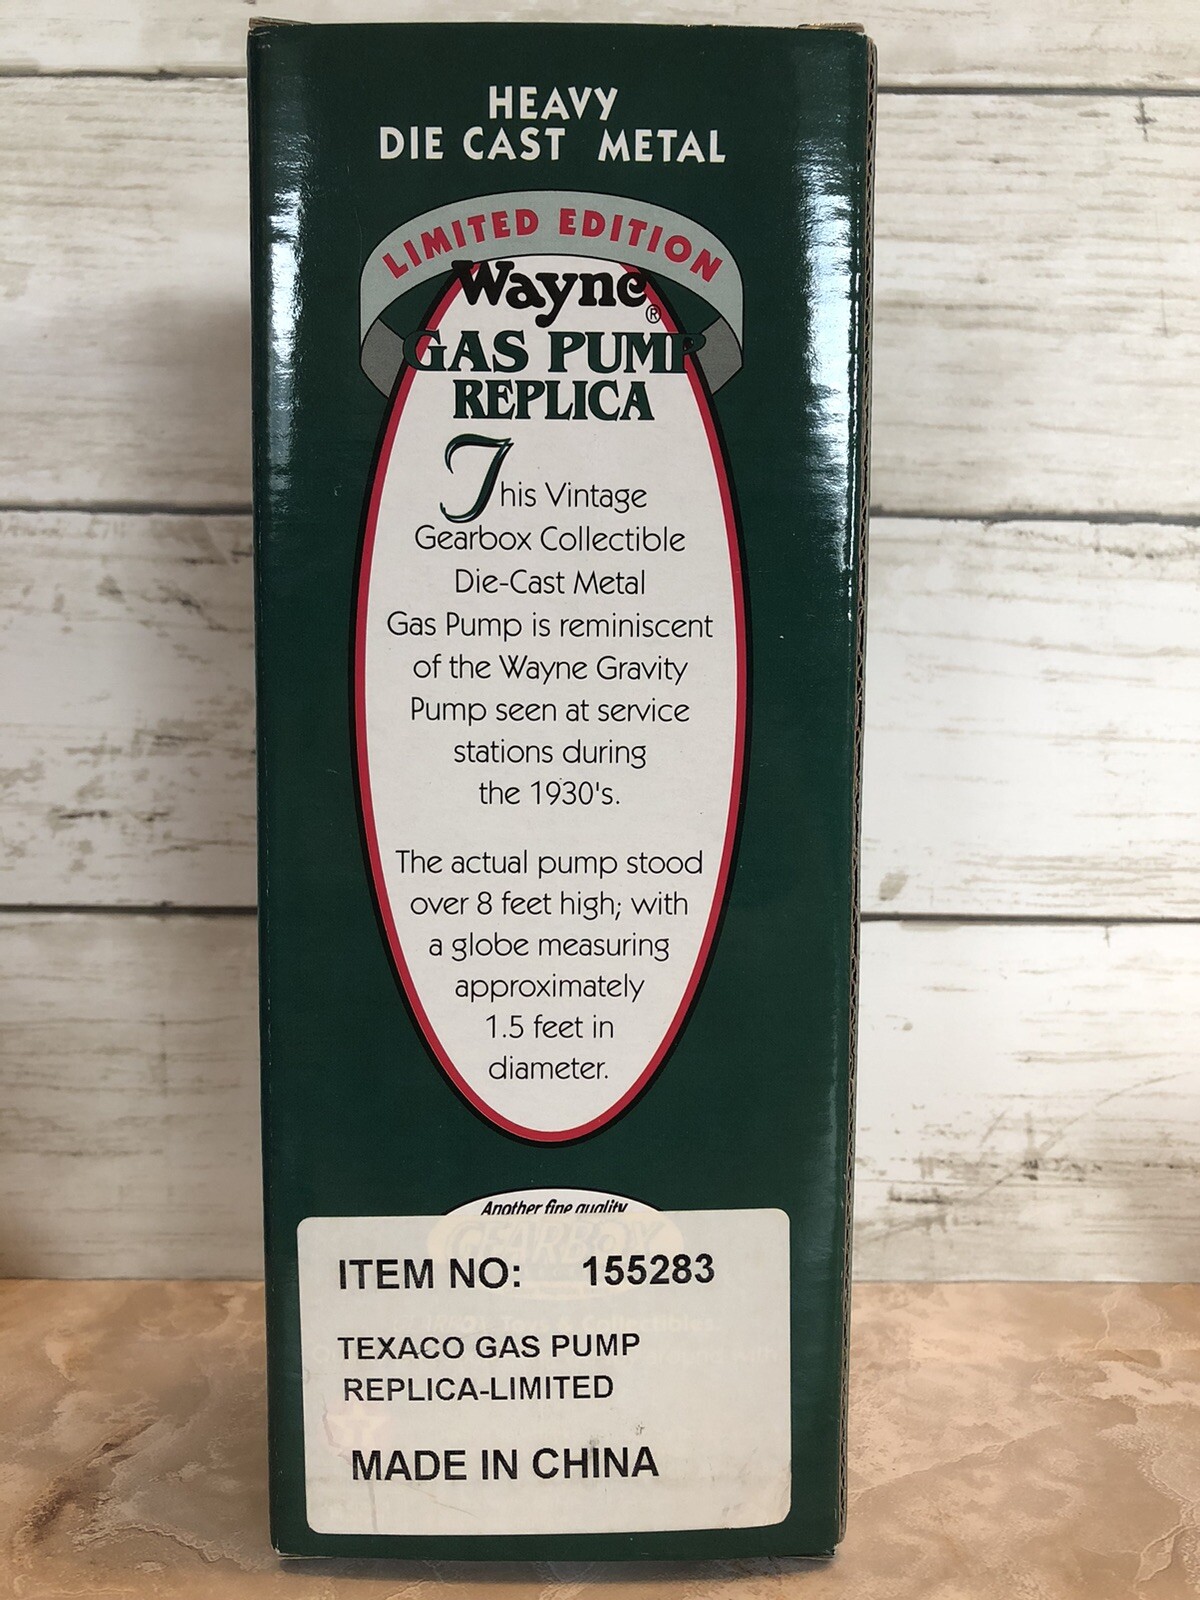 HEAVY
DIE CAST METAL
LIMITED EDITION
Wayne®
GAS PUMP
REPLICA
This Vintage
Gearbox Collectible
Die-Cast Metal
Gas Pump is reminiscent
of the Wayne Gravity
Pump seen at service
stations during
the 1930's.
The actual pump stood
over 8 feet high; with
a globe measuring
approximately
1.5 feet in
diameter.
Another fine quality
GEARBOX
ITEM NO: 155283
Toys & Collectibles
TEXACO GAS PUMP
REPLICA-LIMITED
MADE IN CHINA